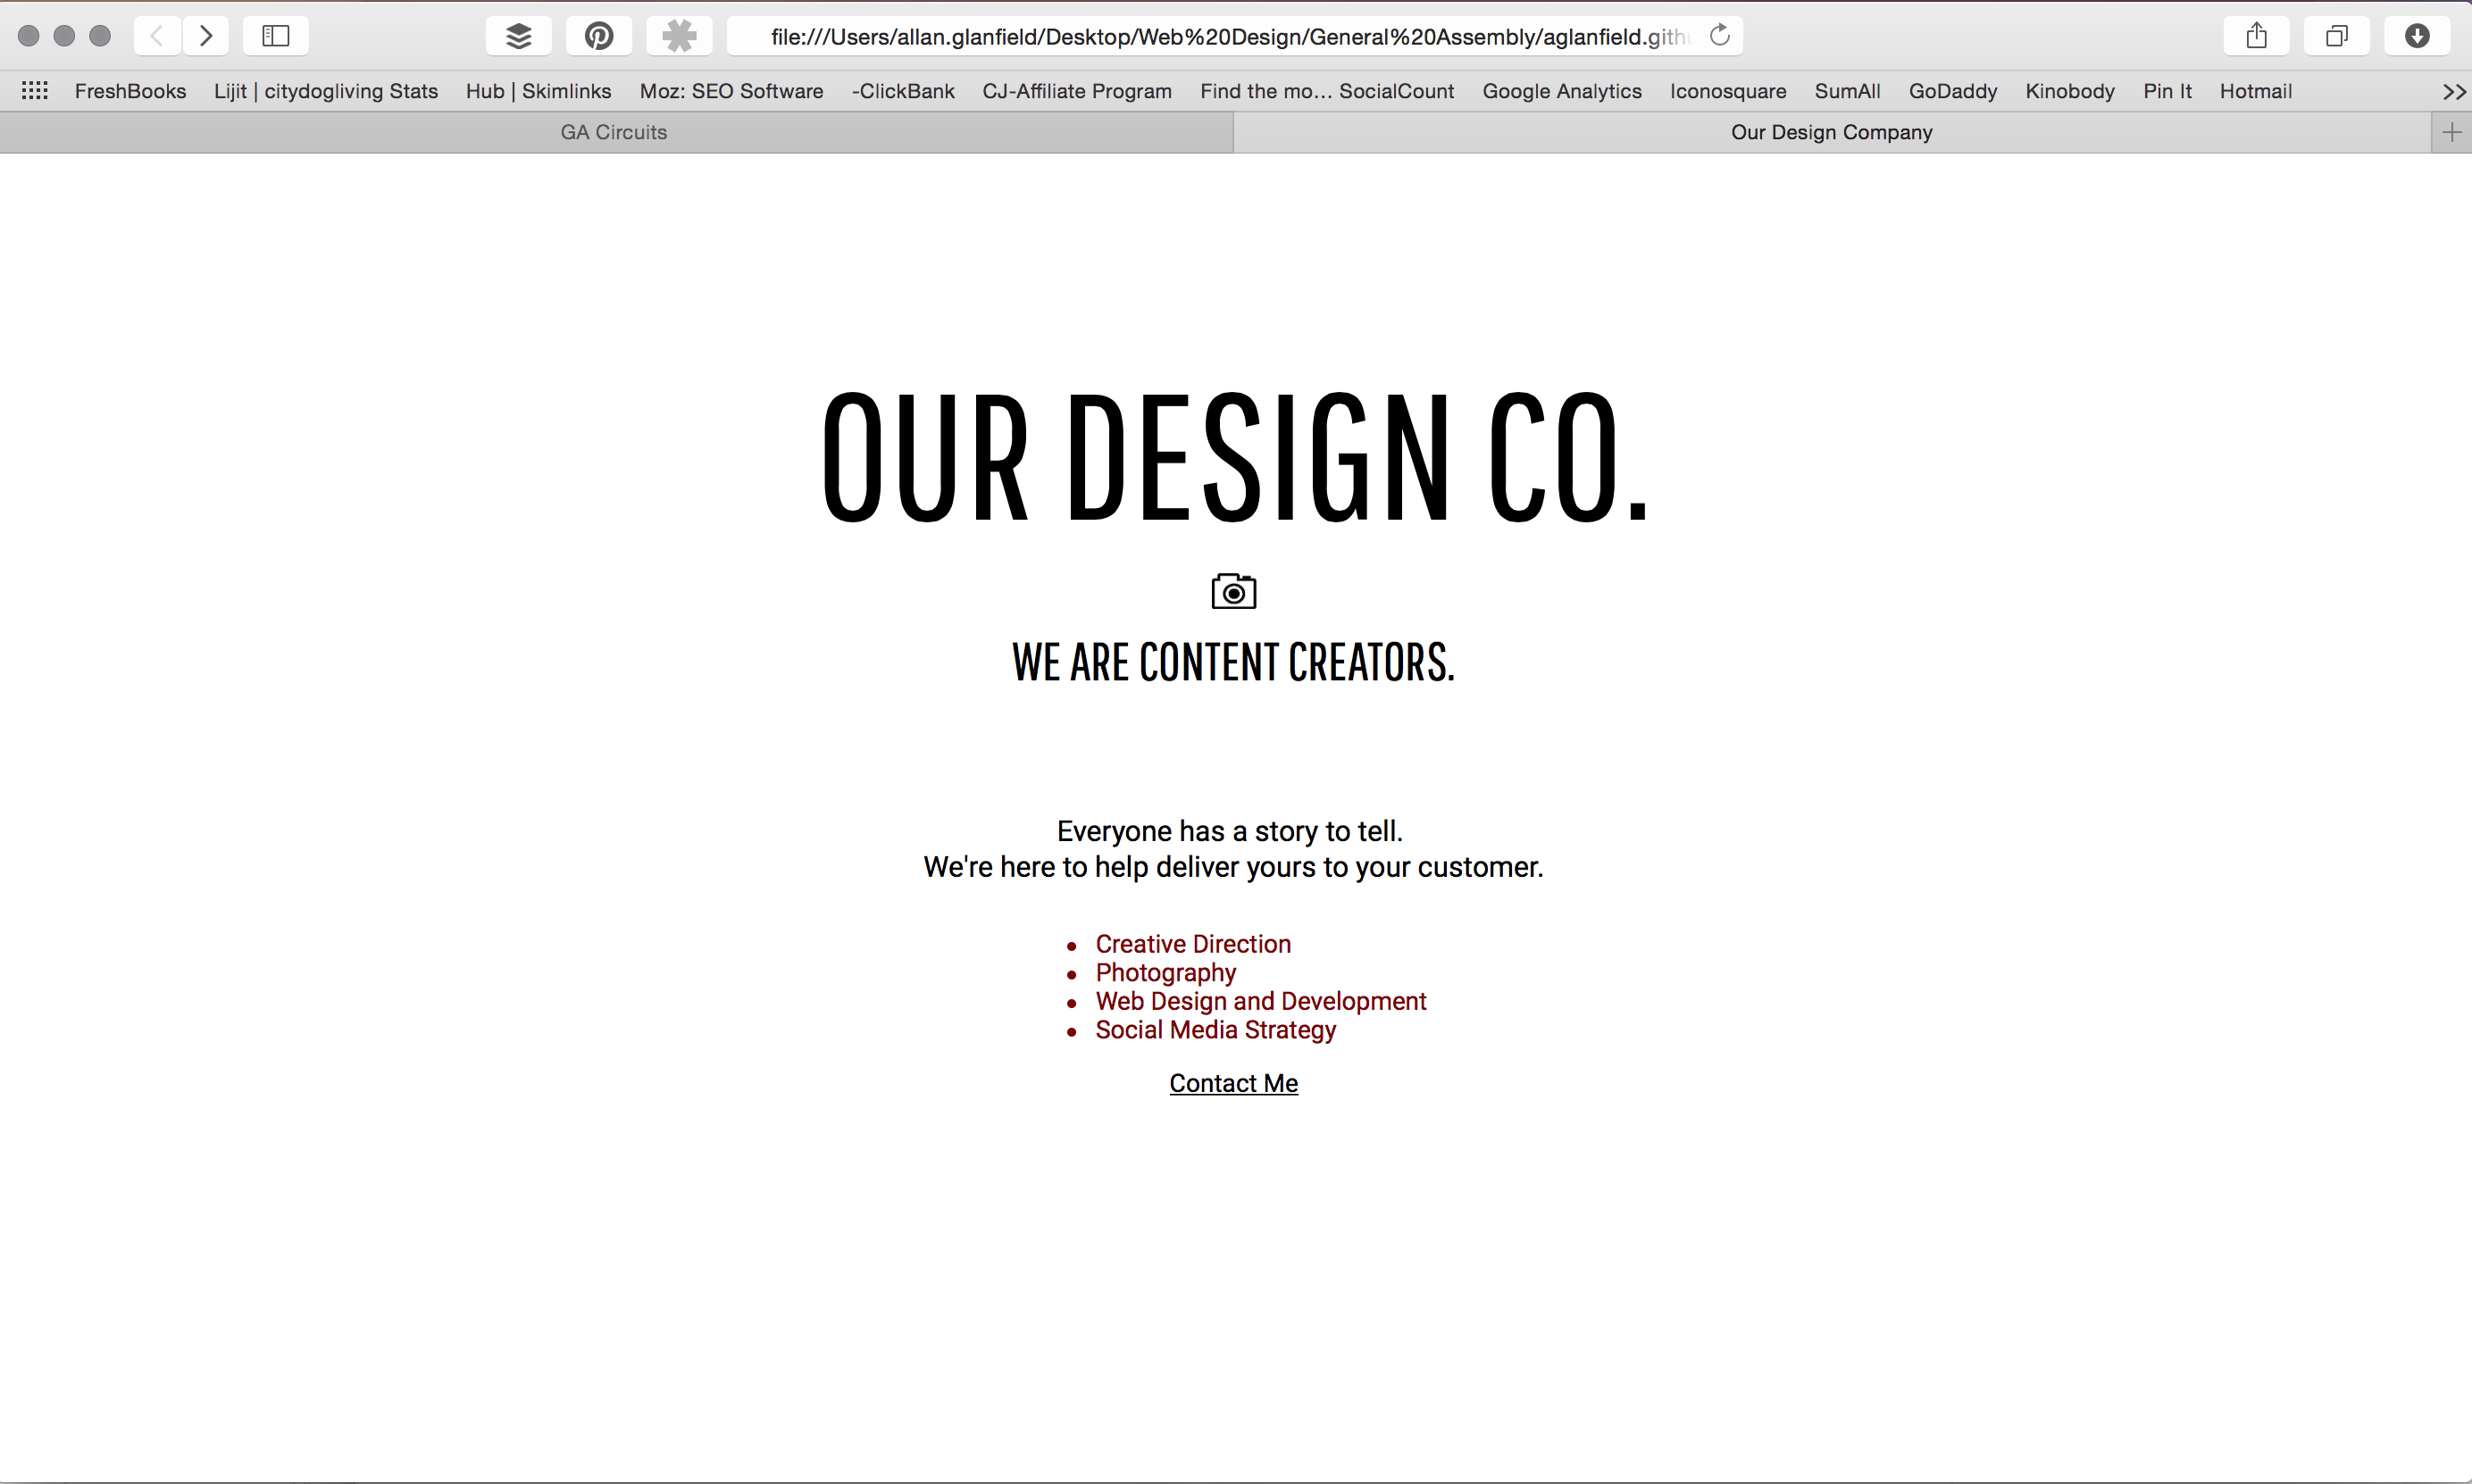 file:///Users/allan.glanfield/Desktop/Web%20Design/General%20Assembly/aglanfield.gith
FreshBooks Lijit | citydogliving Stats Hub | Skimlinks Moz: SEO Software -ClickBank CJ-Affiliate Program Find the mo... SocialCount Google Analytics Iconosquare SumAll GoDaddy Kinobody Pin It Hotmail
GA Circuits Our Design Company
OUR DESIGN CO.
WE ARE CONTENT CREATORS.
Everyone has a story to tell.
We're here to help deliver yours to your customer.
• Creative Direction
• Photography
• Web Design and Development
• Social Media Strategy
Contact Me